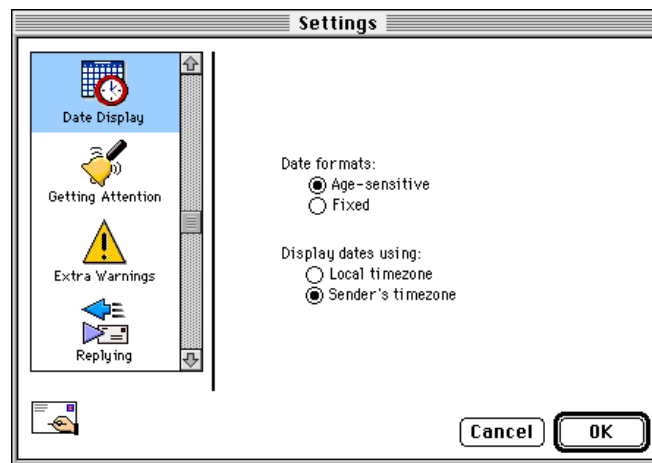 Settings
Date Display
Getting Attention
Extra Warnings
Replying
Date formats:
Age-sensitive
Fixed
Display dates using:
Local timezone
Sender's timezone
Cancel
OK